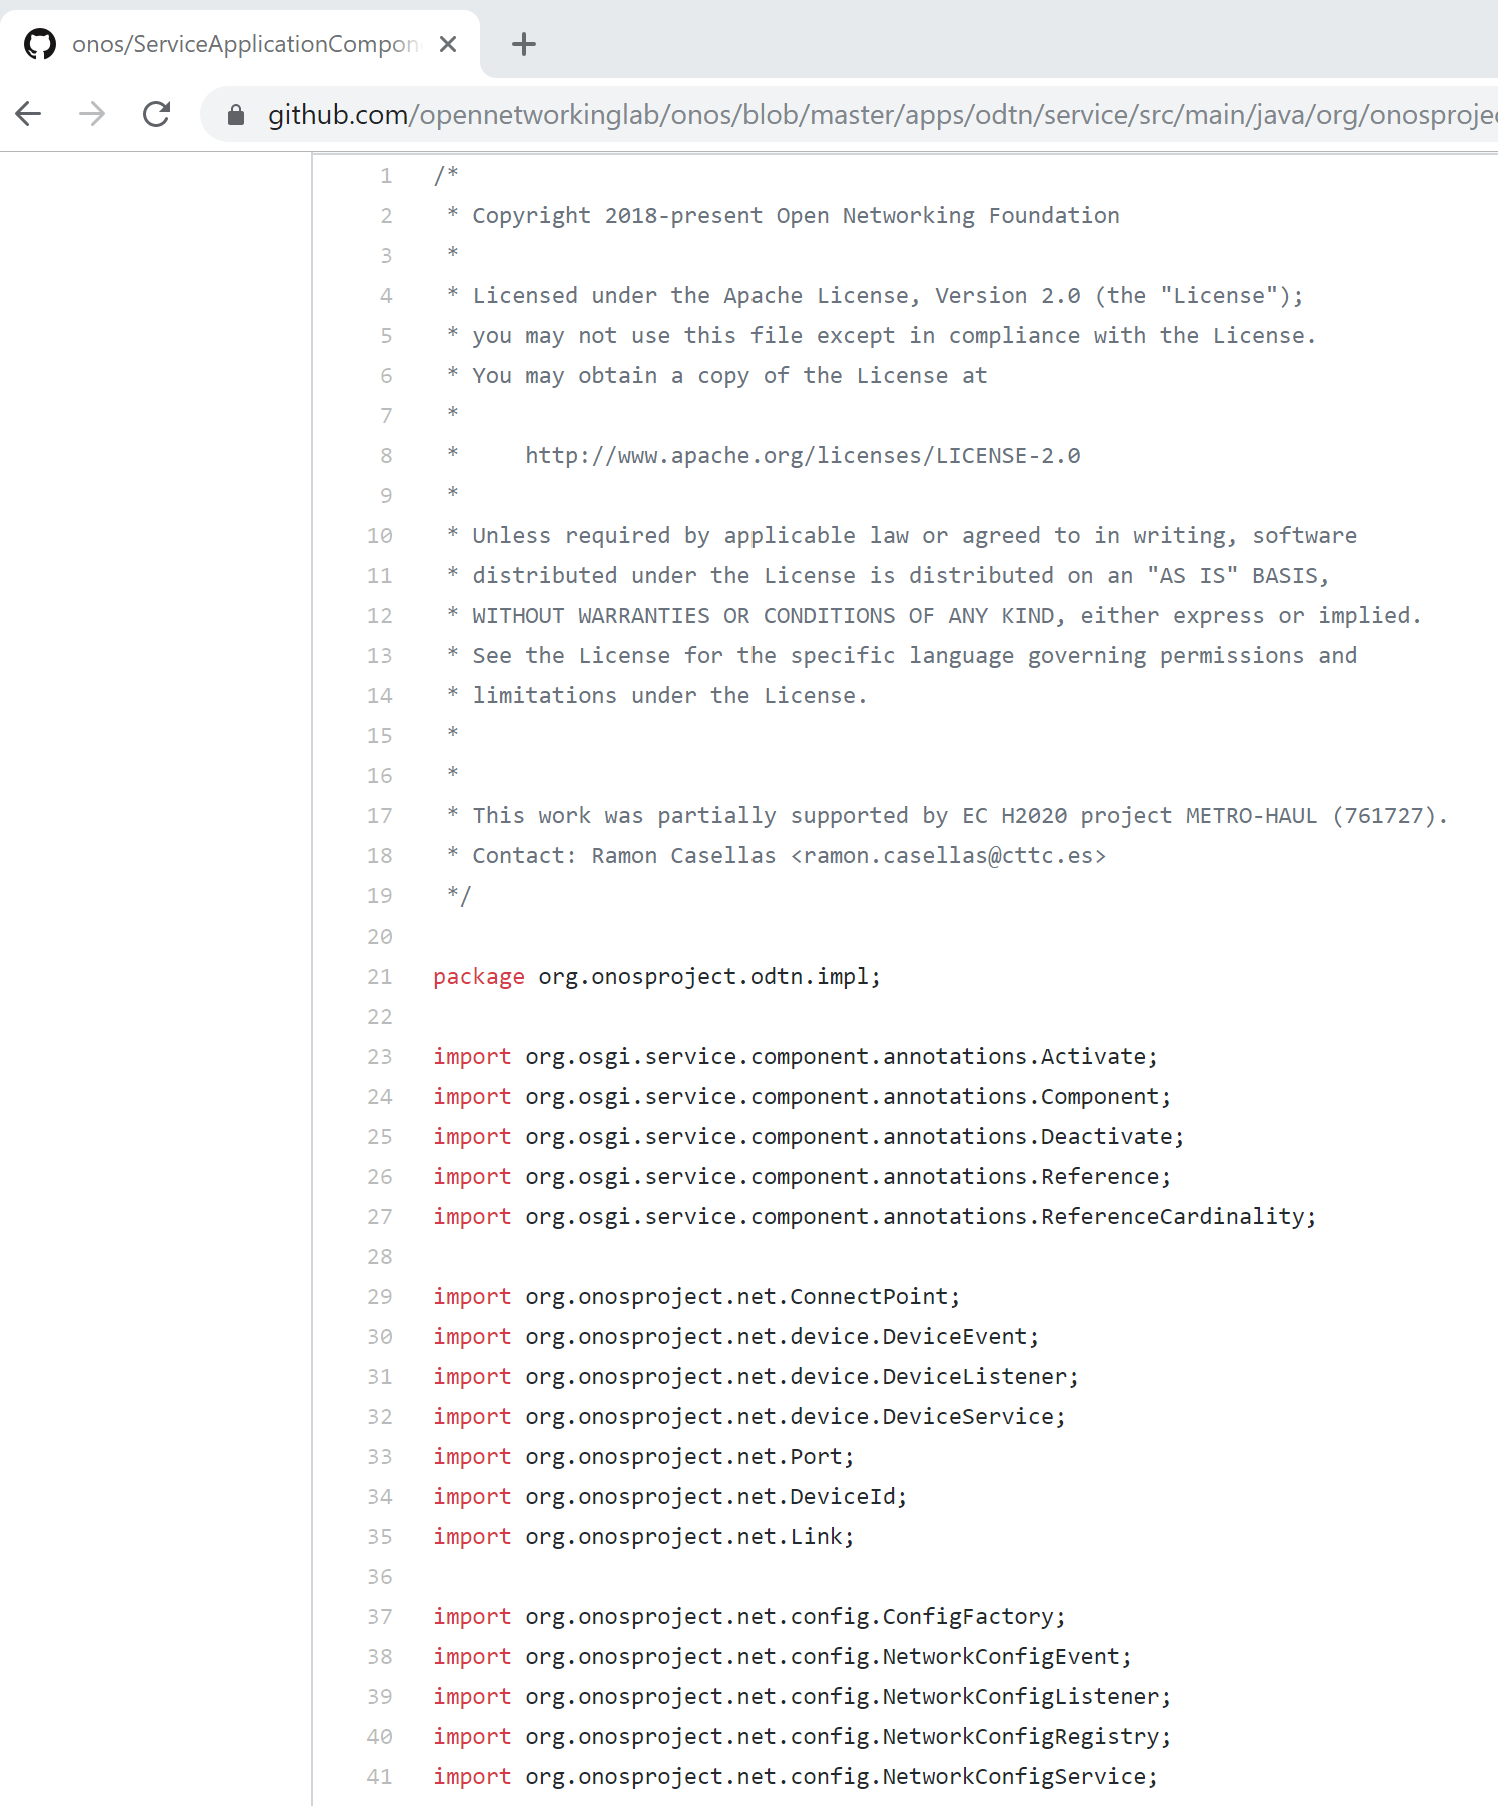 onos/ServiceApplicationCompon
github.com/opennetworkinglab/onos/blob/master/apps/odtn/service/src/main/java/org/onosproje
1 /*
2 * Copyright 2018-present Open Networking Foundation
3 *
4 * Licensed under the Apache License, Version 2.0 (the "License");
5 * you may not use this file except in compliance with the License.
6 * You may obtain a copy of the License at
7 *
8 *     http://www.apache.org/licenses/LICENSE-2.0
9 *
10 * Unless required by applicable law or agreed to in writing, software
11 * distributed under the License is distributed on an "AS IS" BASIS,
12 * WITHOUT WARRANTIES OR CONDITIONS OF ANY KIND, either express or implied.
13 * See the License for the specific language governing permissions and
14 * limitations under the License.
15 *
16 *
17 * This work was partially supported by EC H2020 project METRO-HAUL (761727).
18 * Contact: Ramon Casellas <ramon.casellas@cttc.es>
19 */
20
21 package org.onosproject.odtn.impl;
22
23 import org.osgi.service.component.annotations.Activate;
24 import org.osgi.service.component.annotations.Component;
25 import org.osgi.service.component.annotations.Deactivate;
26 import org.osgi.service.component.annotations.Reference;
27 import org.osgi.service.component.annotations.ReferenceCardinality;
28
29 import org.onosproject.net.ConnectPoint;
30 import org.onosproject.net.device.DeviceEvent;
31 import org.onosproject.net.device.DeviceListener;
32 import org.onosproject.net.device.DeviceService;
33 import org.onosproject.net.Port;
34 import org.onosproject.net.DeviceId;
35 import org.onosproject.net.Link;
36
37 import org.onosproject.net.config.ConfigFactory;
38 import org.onosproject.net.config.NetworkConfigEvent;
39 import org.onosproject.net.config.NetworkConfigListener;
40 import org.onosproject.net.config.NetworkConfigRegistry;
41 import org.onosproject.net.config.NetworkConfigService;